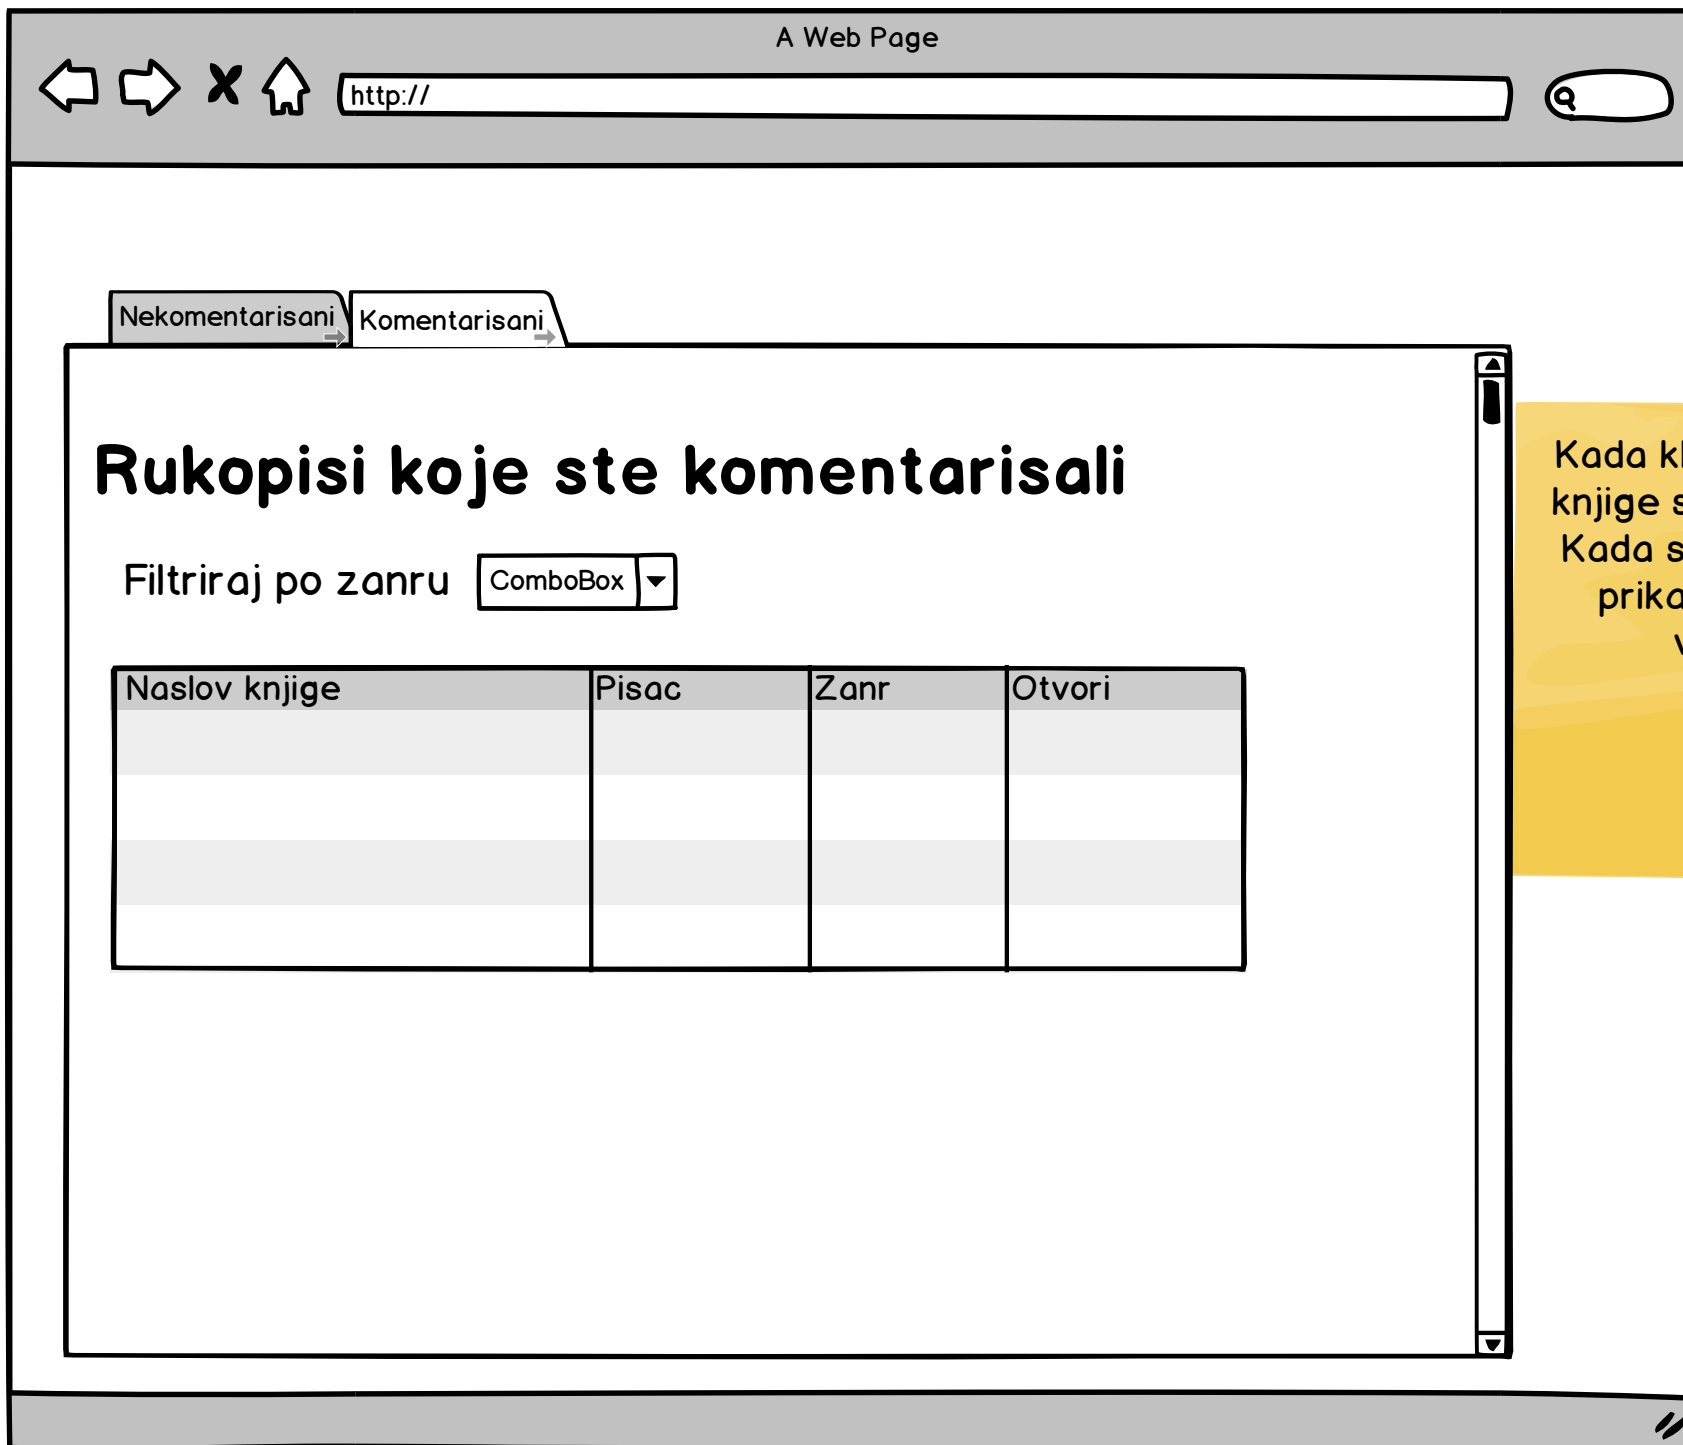 A Web Page
http://
Nekomentarisani
Komentarisani
Rukopisi koje ste komentarisali
Filtriraj po zanru
ComboBox
Naslov knjige
Pisac
Zanr
Otvori
Kada
knjige
Kada